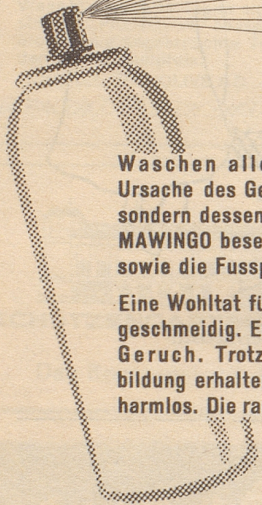 Waschen alle
Ursache des Ge
sondern dessen
MAWINGO bese
sowie die Fussp
Eine Wohltat fü
geschmeidig. E
Geruch. Trotz
bildung erhalte
harmlos. Die ra